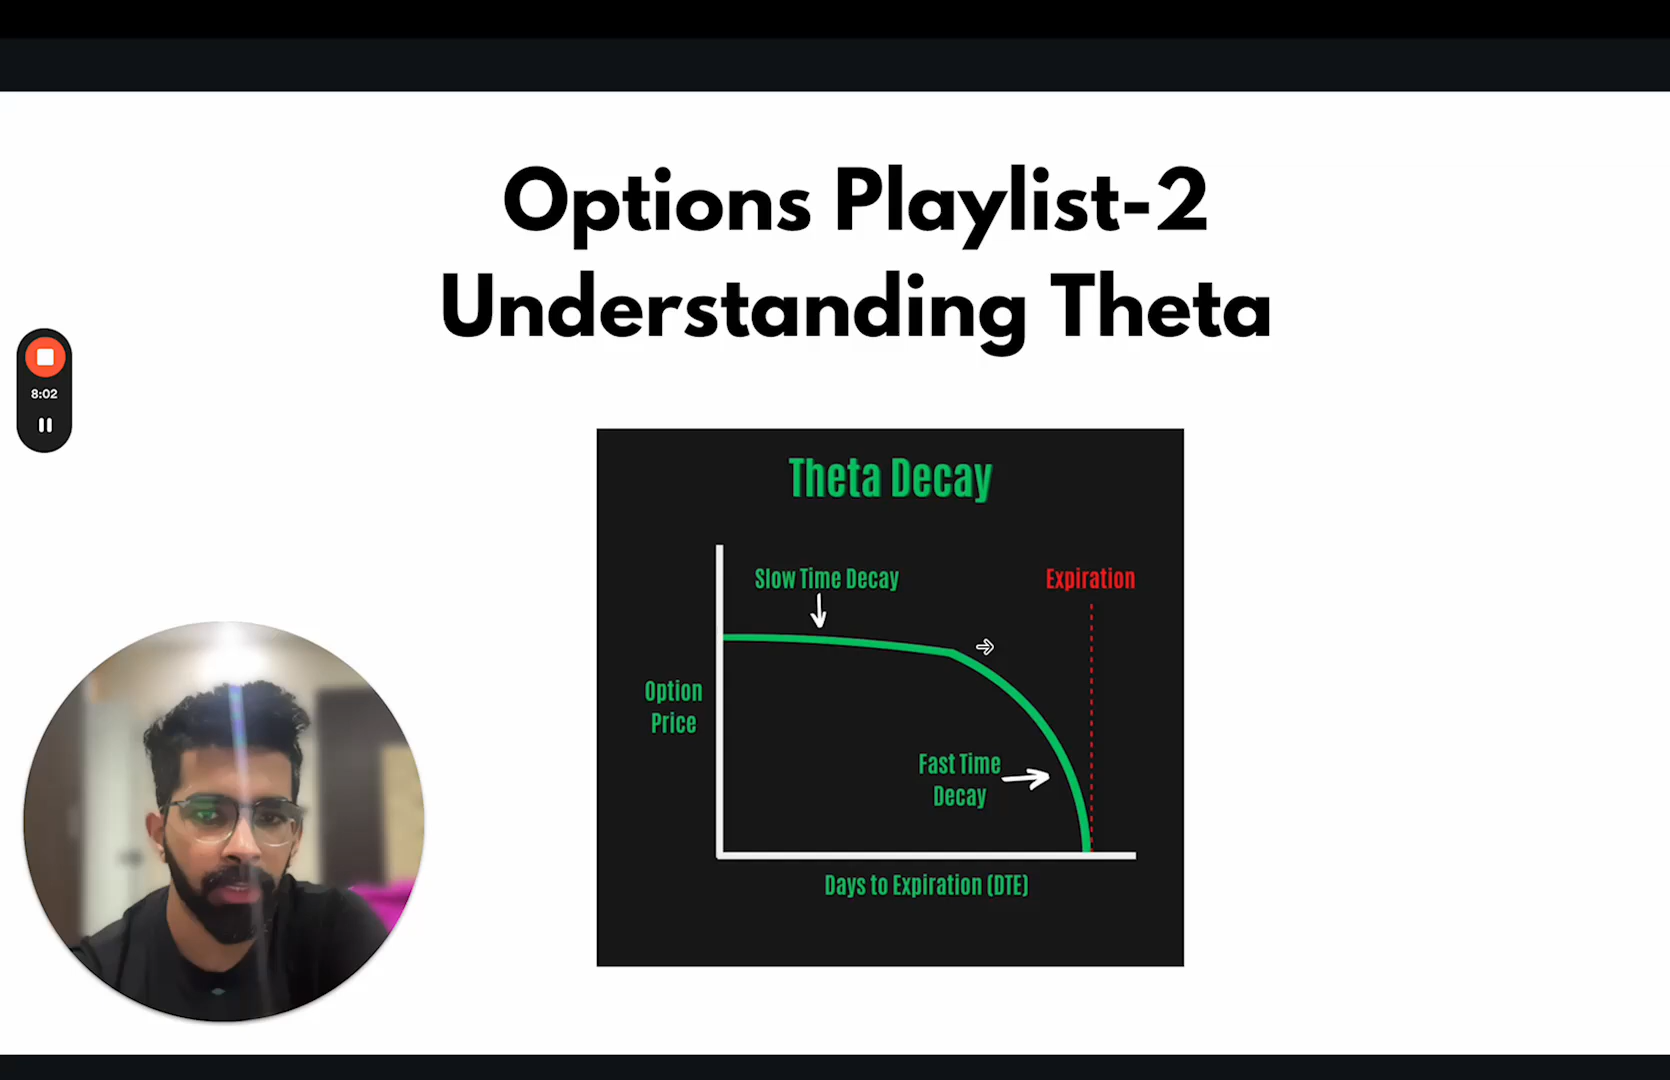 Options Playlist-2
Understanding Theta
8:02
Theta Decay
Slow Time Decay
Expiration
Option
Price
Fast Time
Decay
Days to Expiration (DTE)